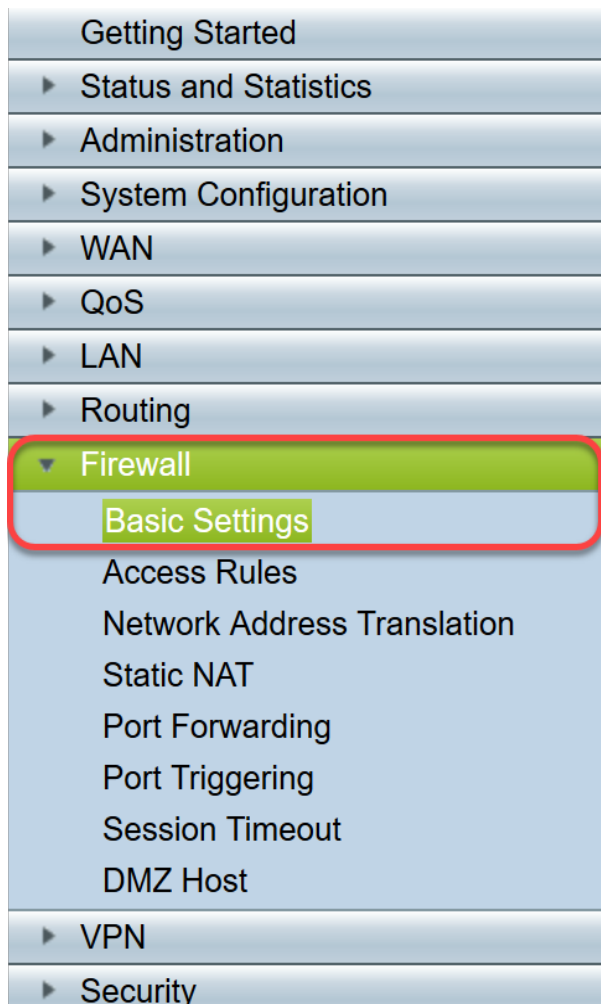 Getting Started
Status and Statistics
Administration
System Configuration
WAN
QoS
LAN
Routing
Firewall
Basic Settings
Access Rules
Network Address Translation
Static NAT
Port Forwarding
Port Triggering
Session Timeout
DMZ Host
VPN
Security